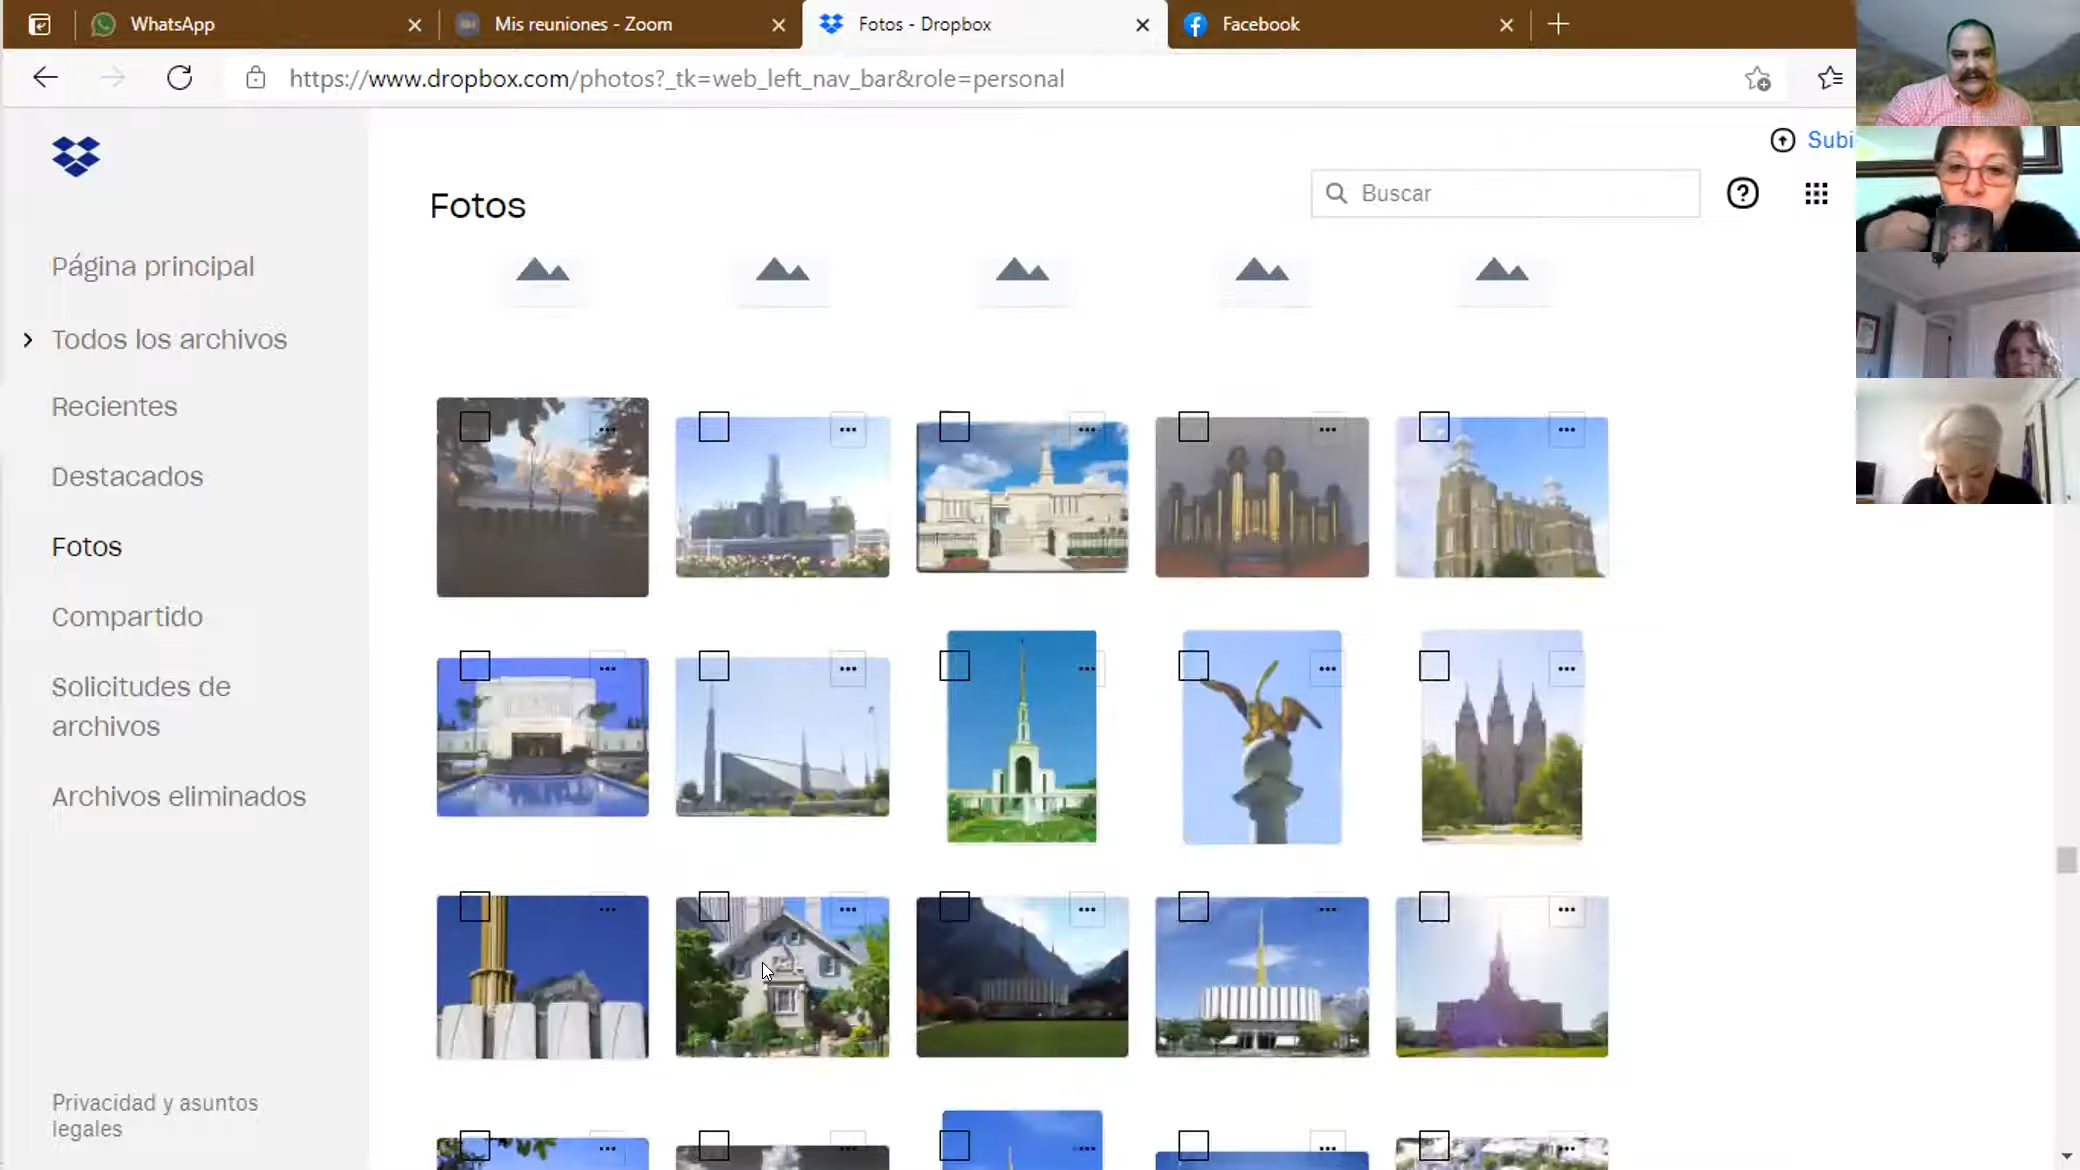 WhatsApp
Mis reuniones - Zoom
Fotos - Dropbox
Facebook
https://www.dropbox.com/photos?_tk=web_left_nav_bar&role=personal
Subi
Fotos
Buscar
Página principal
Todos los archivos
Recientes
Destacados
Fotos
Compartido
Solicitudes de
archivos
Archivos eliminados
Privacidad y asuntos
legales